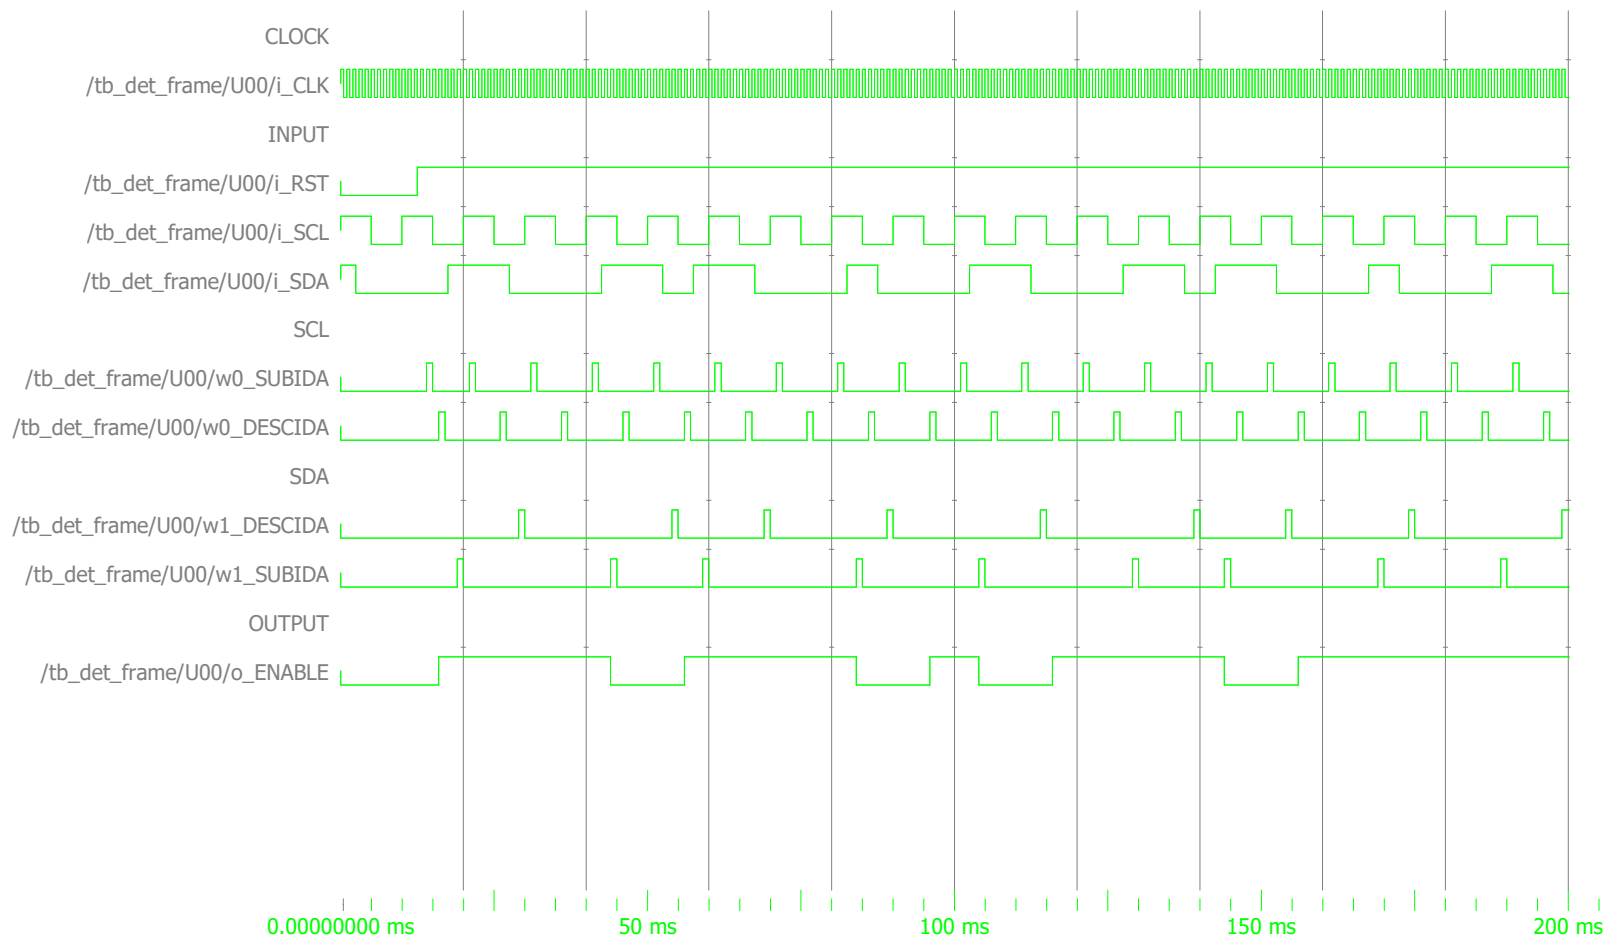 CLOCK
/tb_det_frame/U00/i_CLK
INPUT
/tb_det_frame/U00/i_RST
/tb_det_frame/U00/i_SCL
/tb_det_frame/U00/i_SDA
SCL
/tb_det_frame/U00/w0_SUBIDA
/tb_det_frame/U00/w0_DESCIDA
SDA
/tb_det_frame/U00/w1_DESCIDA
/tb_det_frame/U00/w1_SUBIDA
OUTPUT
/tb_det_frame/U00/o_ENABLE
0.00000000 ms 50 ms 100 ms 150 ms 200 ms